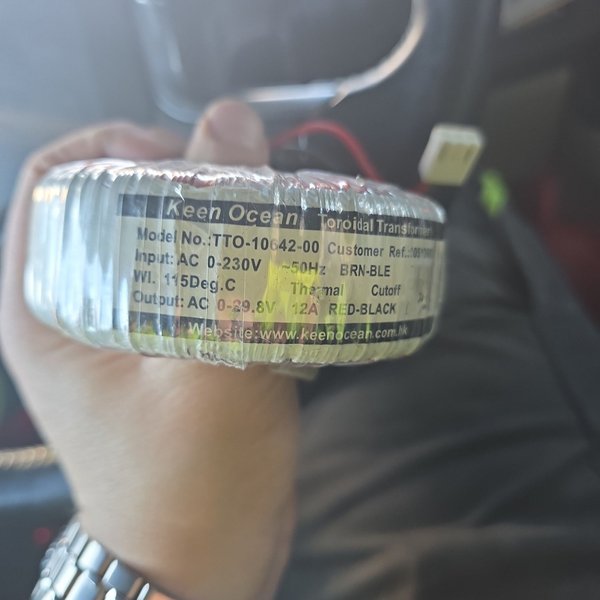 Keen Ocean Toroidal Transformer
Model No.:TTO-10642-00 Customer Ref.:
Input: AC 0-230V ~50Hz BRN-BLE
WI. 115Deg.C Thermal Cutoff
Output: AC 0-29.8V 12A RED-BLACK
Website:www.keenocean.com.hk